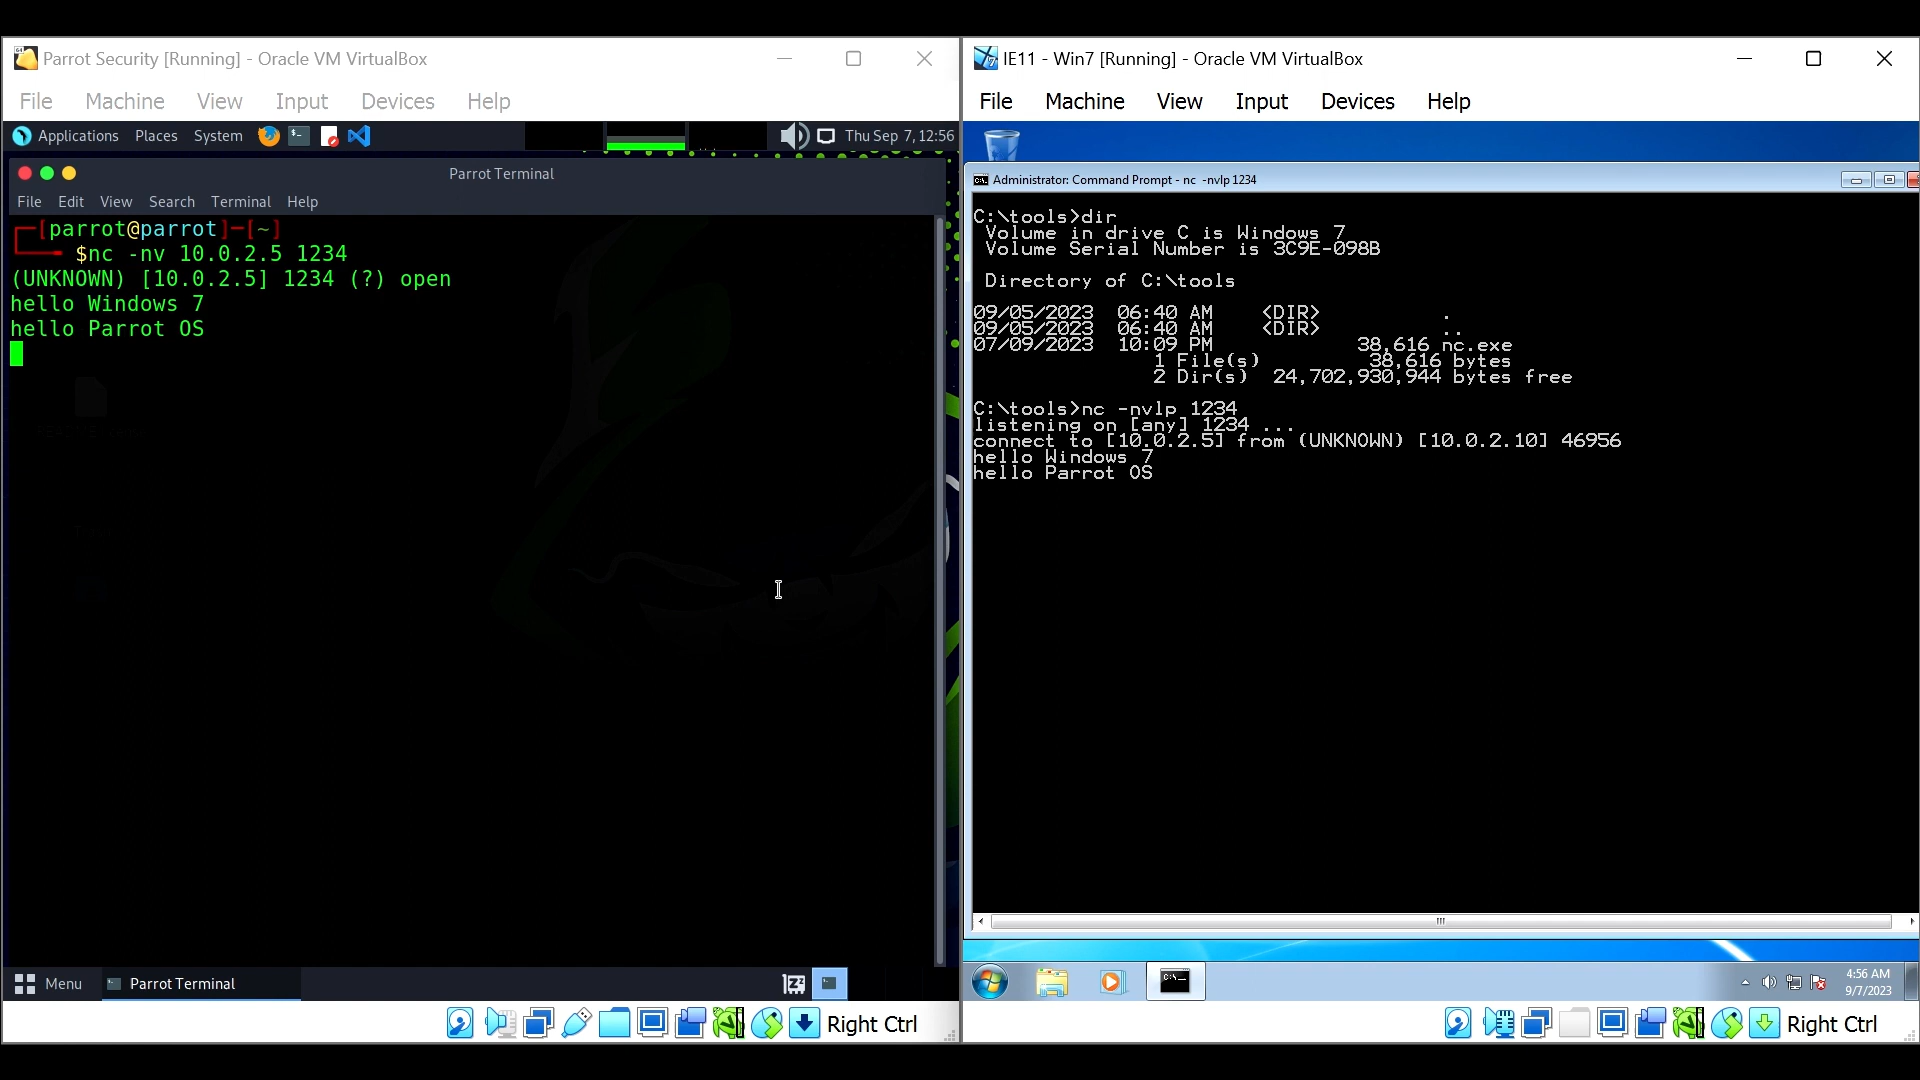 Parrot Security [Running] - Oracle VM VirtualBox
File Machine View Input Devices Help
Applications Places System Thu Sep 7, 12:56
Parrot Terminal
File Edit View Search Terminal Help
[parrot@parrot]─[~]
$nc -nv 10.0.2.5 1234
(UNKNOWN) [10.0.2.5] 1234 (?) open
hello Windows 7
hello Parrot OS
Menu Parrot Terminal
Right Ctrl
IE11 - Win7 [Running] - Oracle VM VirtualBox
File Machine View Input Devices Help
Administrator: Command Prompt - nc -nvlp 1234
C:\tools>dir
Volume in drive C is Windows 7
Volume Serial Number is 3C9E-098B
Directory of C:\tools
09/05/2023 06:40 AM <DIR> .
09/05/2023 06:40 AM <DIR> ..
07/09/2023 10:09 PM 38,616 nc.exe
1 File(s) 38,616 bytes
2 Dir(s) 24,702,930,944 bytes free
C:\tools>nc -nvlp 1234
listening on [any] 1234 ...
connect to [10.0.2.5] from (UNKNOWN) [10.0.2.10] 46956
hello Windows 7
hello Parrot OS
4:56 AM
9/7/2023
Right Ctrl